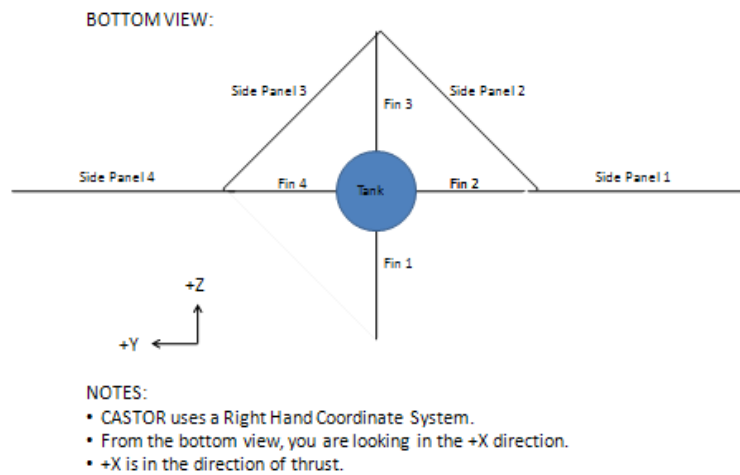 BOTTOM VIEW:
Side Panel 3
Side Panel 2
Fin 3
Side Panel 4
Fin 4
Tank
Fin 2
Side Panel 1
Fin 1
+Z
+Y
NOTES:
• CASTOR uses a Right Hand Coordinate System.
• From the bottom view, you are looking in the +X direction.
• +X is in the direction of thrust.